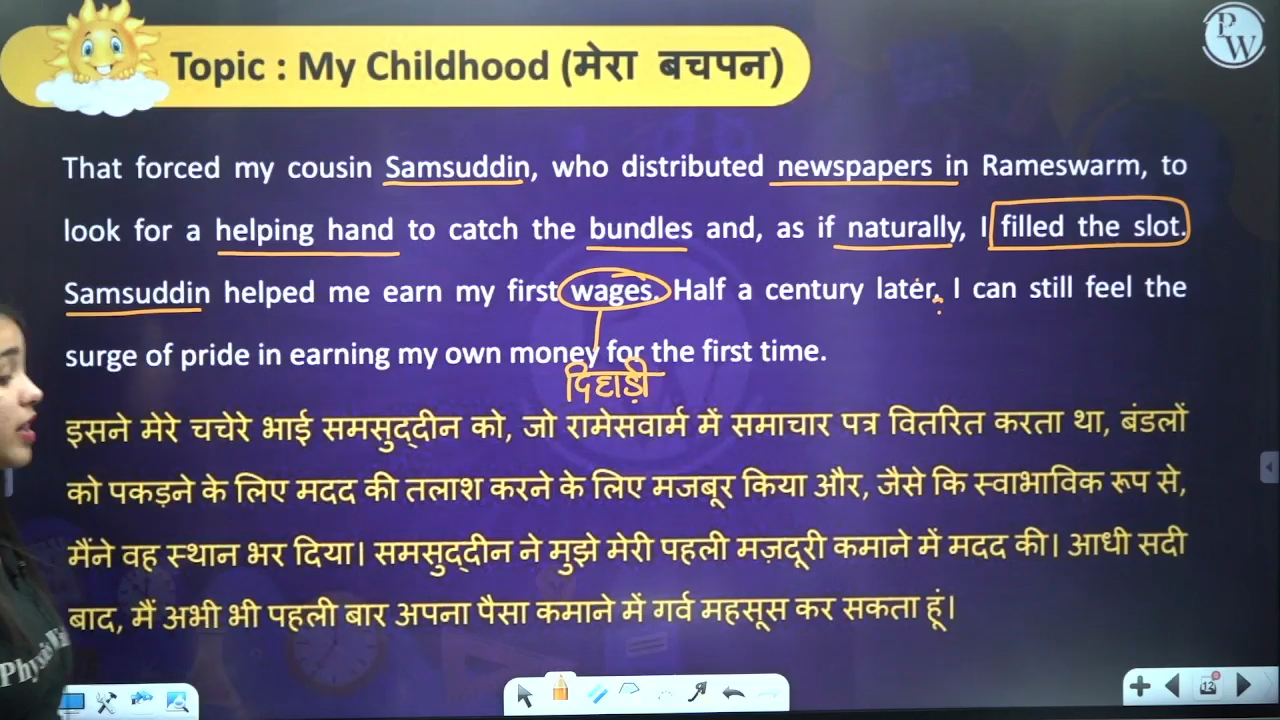 Topic : My Childhood (मेरा बचपन)
PW
That forced my cousin Samsuddin, who distributed newspapers in Rameswarm, to
look for a helping hand to catch the bundles and, as if naturally, I filled the slot.
Samsuddin helped me earn my first wages. Half a century later, I can still feel the
surge of pride in earning my own money for the first time.
दिहाड़ी
इसने मेरे चचेरे भाई समसुद्दीन को, जो रामेसवार्म में समाचार पत्र वितरित करता था, बंडलों
को पकड़ने के लिए मदद की तलाश करने के लिए मजबूर किया और, जैसे कि स्वाभाविक रूप से,
मैंने वह स्थान भर दिया। समसुद्दीन ने मुझे मेरी पहली मज़दूरी कमाने में मदद की। आधी सदी
बाद, मैं अभी भी पहली बार अपना पैसा कमाने में गर्व महसूस कर सकता हूं।
12